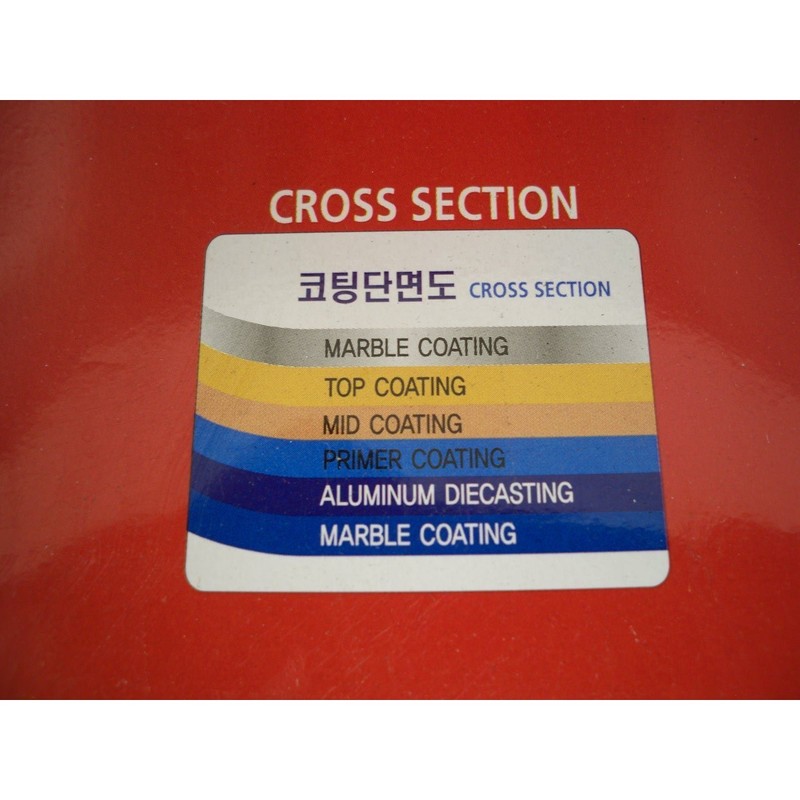 CROSS SECTION
코팅단면도 CROSS SECTION
MARBLE COATING
TOP COATING
MID COATING
PRIMER COATING
ALUMINUM DIECASTING
MARBLE COATING